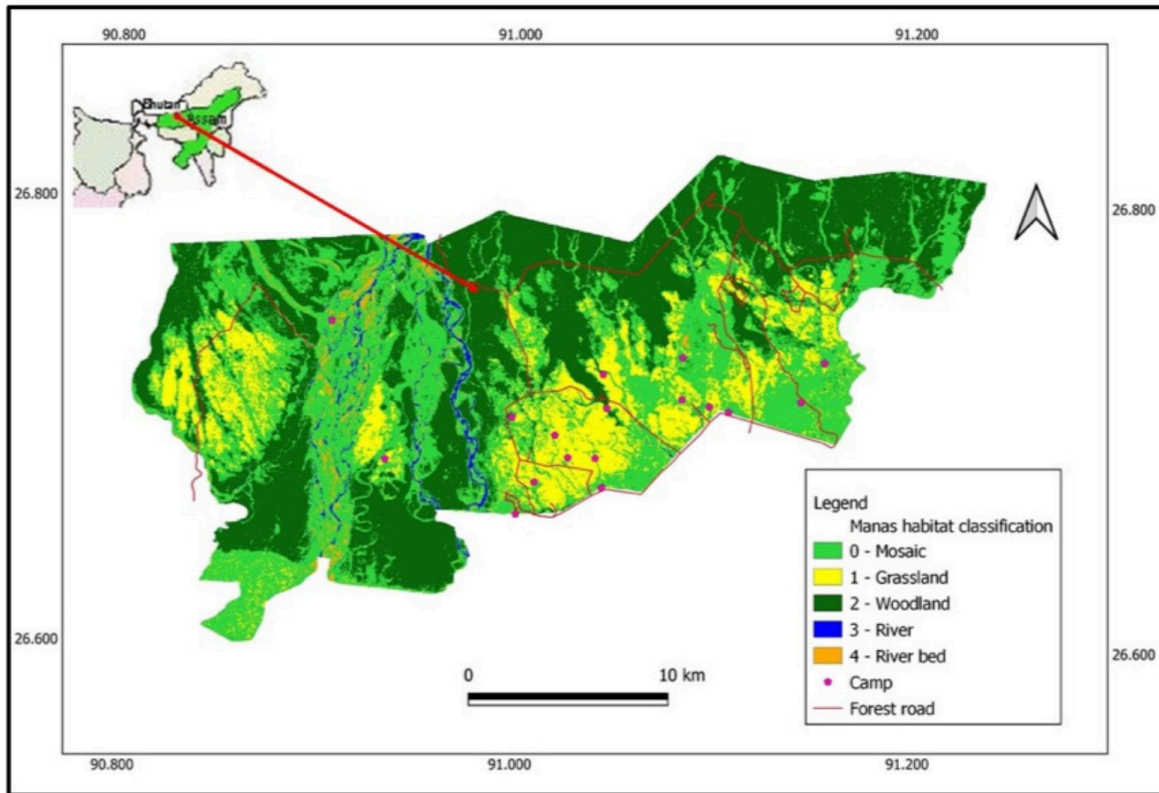 90.800 91.000 91.200
Bhutan
Assam
26.800 26.800
Legend
Manas habitat classification
0 - Mosaic
1 - Grassland
2 - Woodland
3 - River
4 - River bed
Camp
Forest road
26.600 26.600
0 10 km
90.800 91.000 91.200